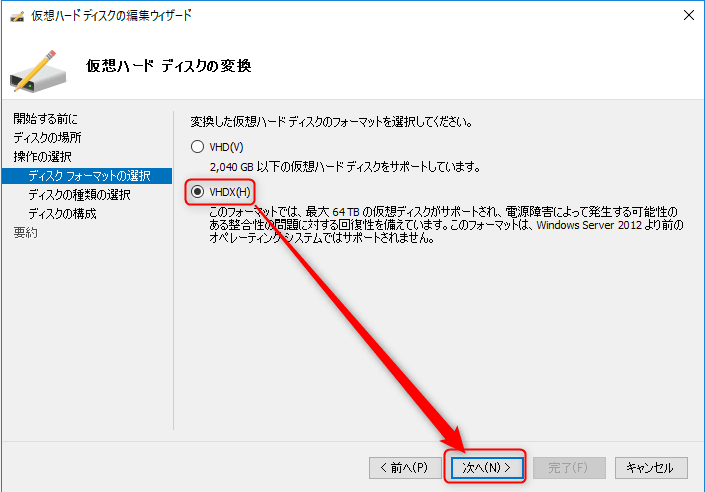 仮想ハード ディスクの編集ウィザード
仮想ハード ディスクの変換
開始する前に
ディスクの場所
操作の選択
ディスク フォーマットの選択
ディスクの種類の選択
ディスクの構成
要約
変換した仮想ハード ディスクのフォーマットを選択してください。
VHD(V)
2,040 GB 以下の仮想ハード ディスクをサポートしています。
VHDX(H)
このフォーマットでは、最大 64 TB の仮想ディスクがサポートされ、電源障害によって発生する可能性の
ある整合性の問題に対する回復性を備えています。このフォーマットは、Windows Server 2012 より前の
オペレーティング システムではサポートされません。
< 前へ(P)
次へ(N) >
完了(F)
キャンセル